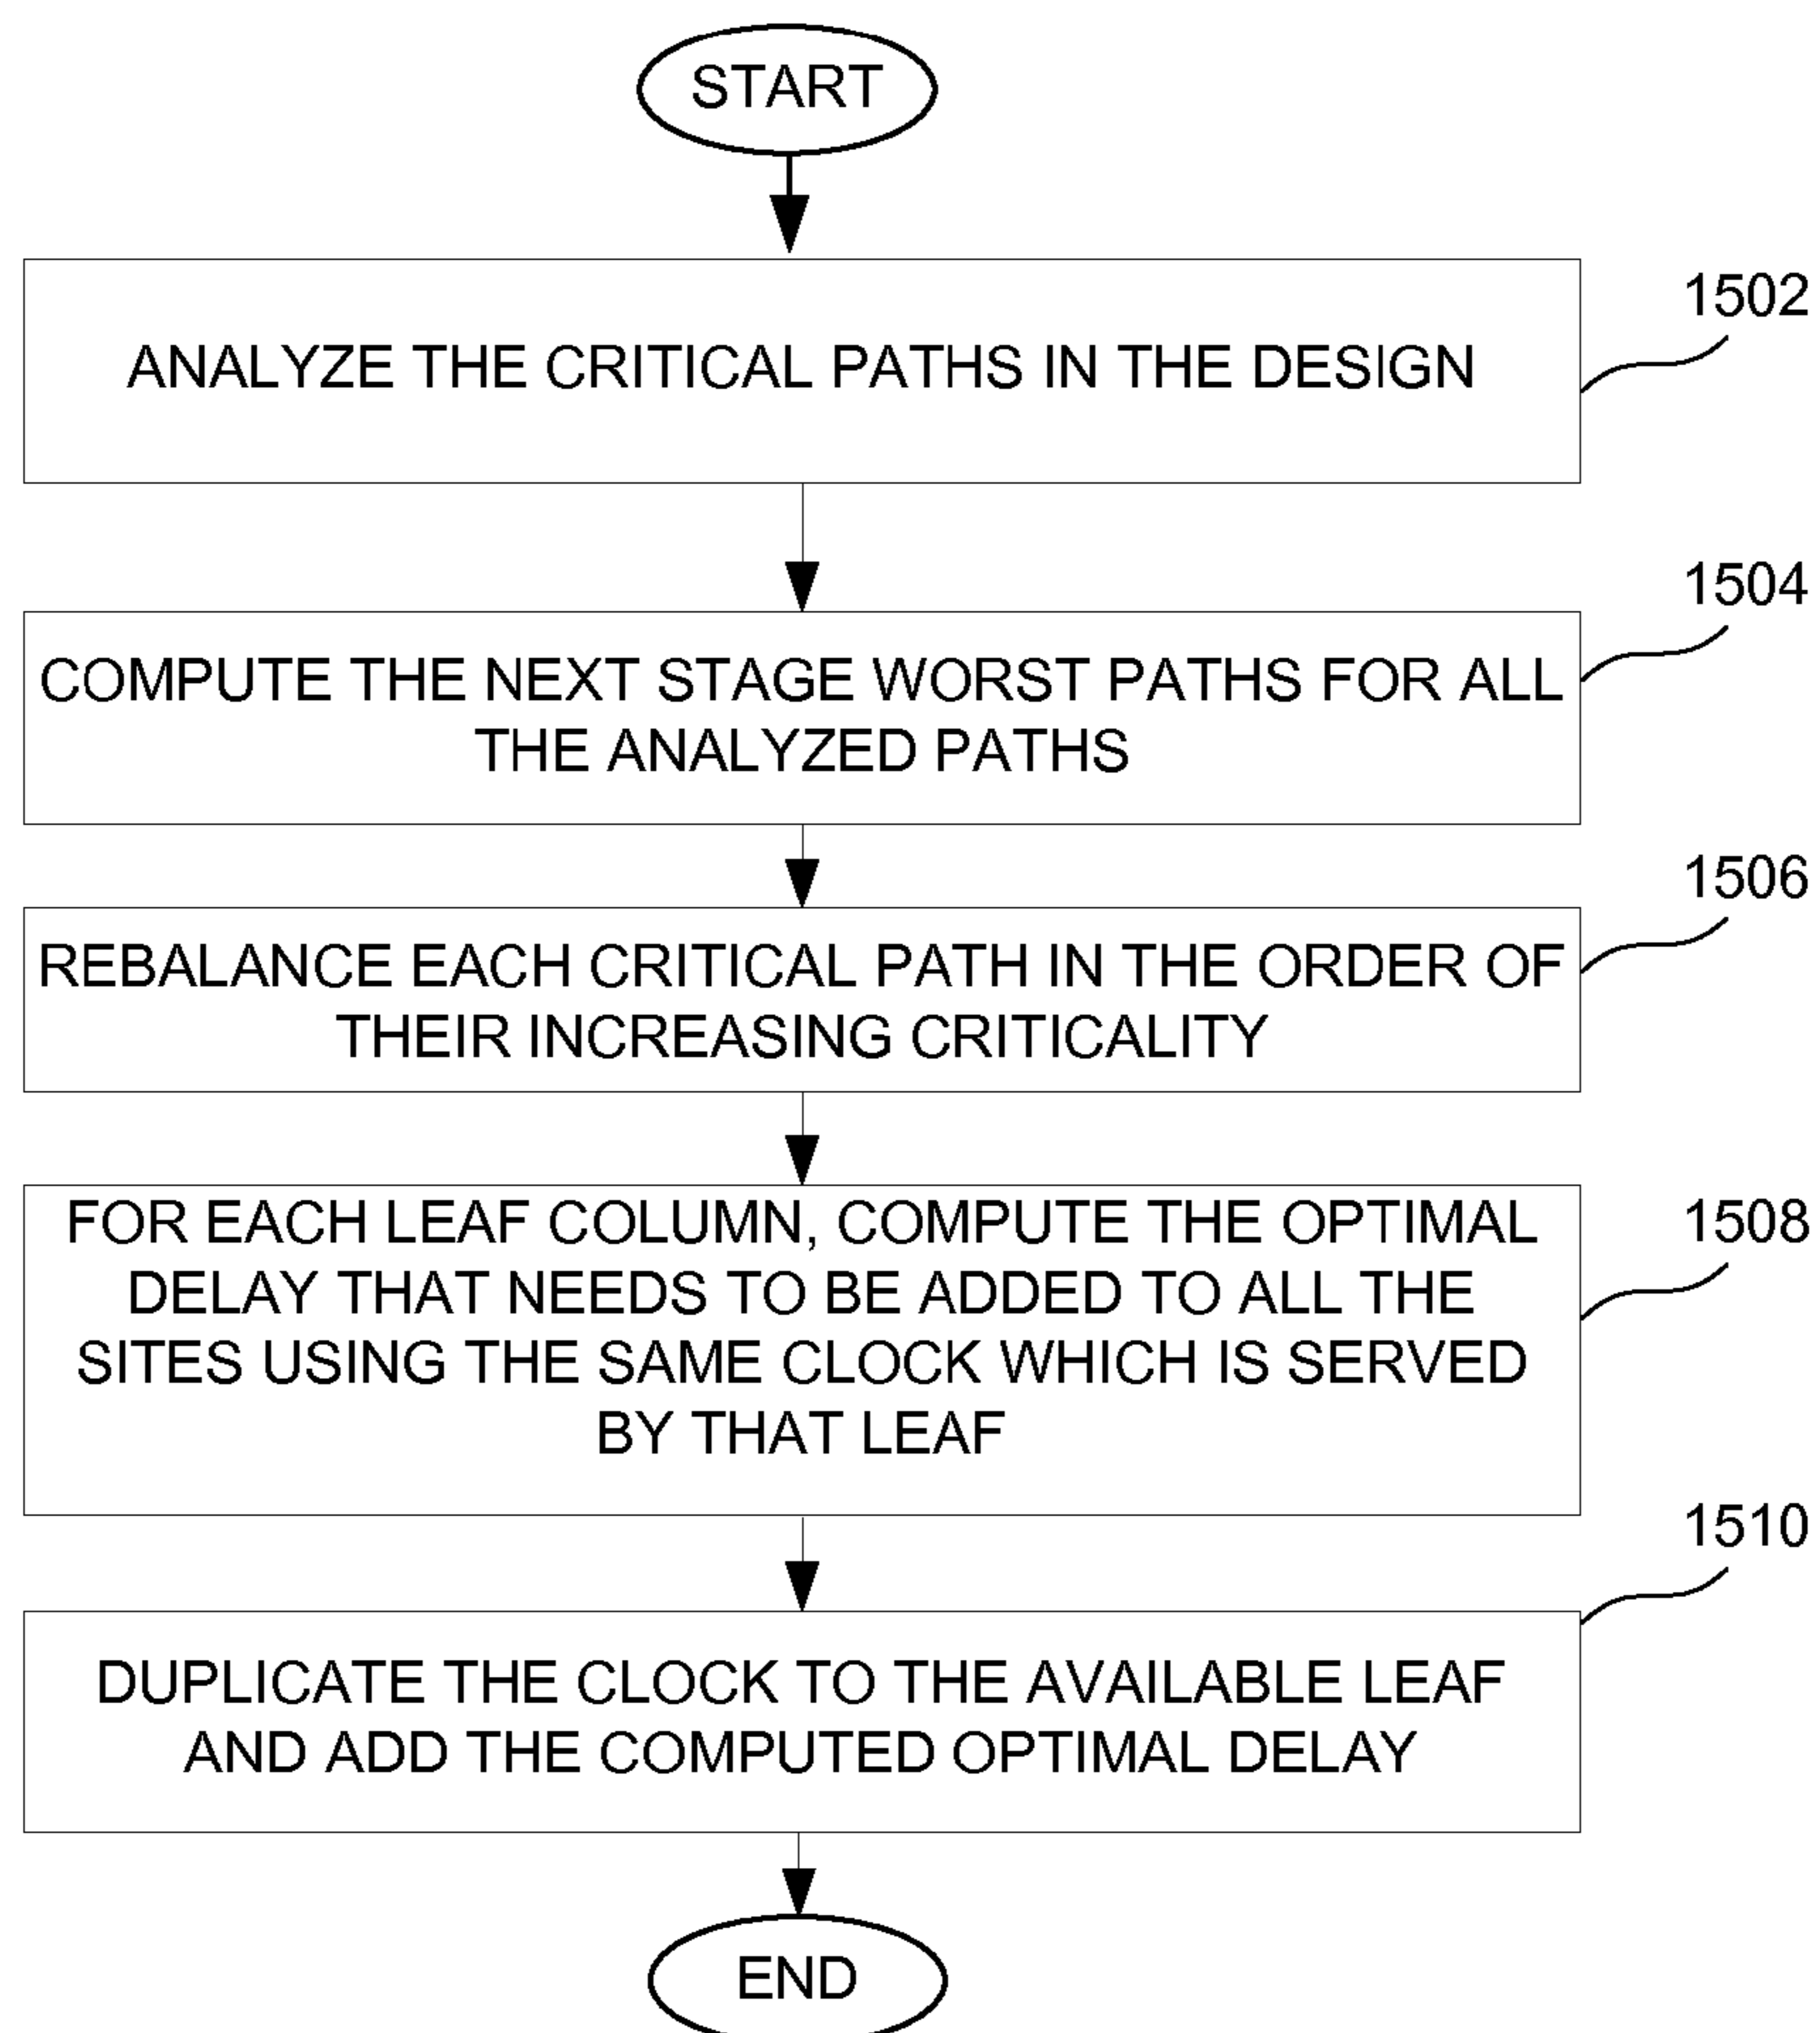 START
1502
ANALYZE THE CRITICAL PATHS IN THE DESIGN
1504
COMPUTE THE NEXT STAGE WORST PATHS FOR ALL
THE ANALYZED PATHS
1506
REBALANCE EACH CRITICAL PATH IN THE ORDER OF
THEIR INCREASING CRITICALITY
1508
FOR EACH LEAF COLUMN, COMPUTE THE OPTIMAL
DELAY THAT NEEDS TO BE ADDED TO ALL THE
SITES USING THE SAME CLOCK WHICH IS SERVED
BY THAT LEAF
1510
DUPLICATE THE CLOCK TO THE AVAILABLE LEAF
AND ADD THE COMPUTED OPTIMAL DELAY
END